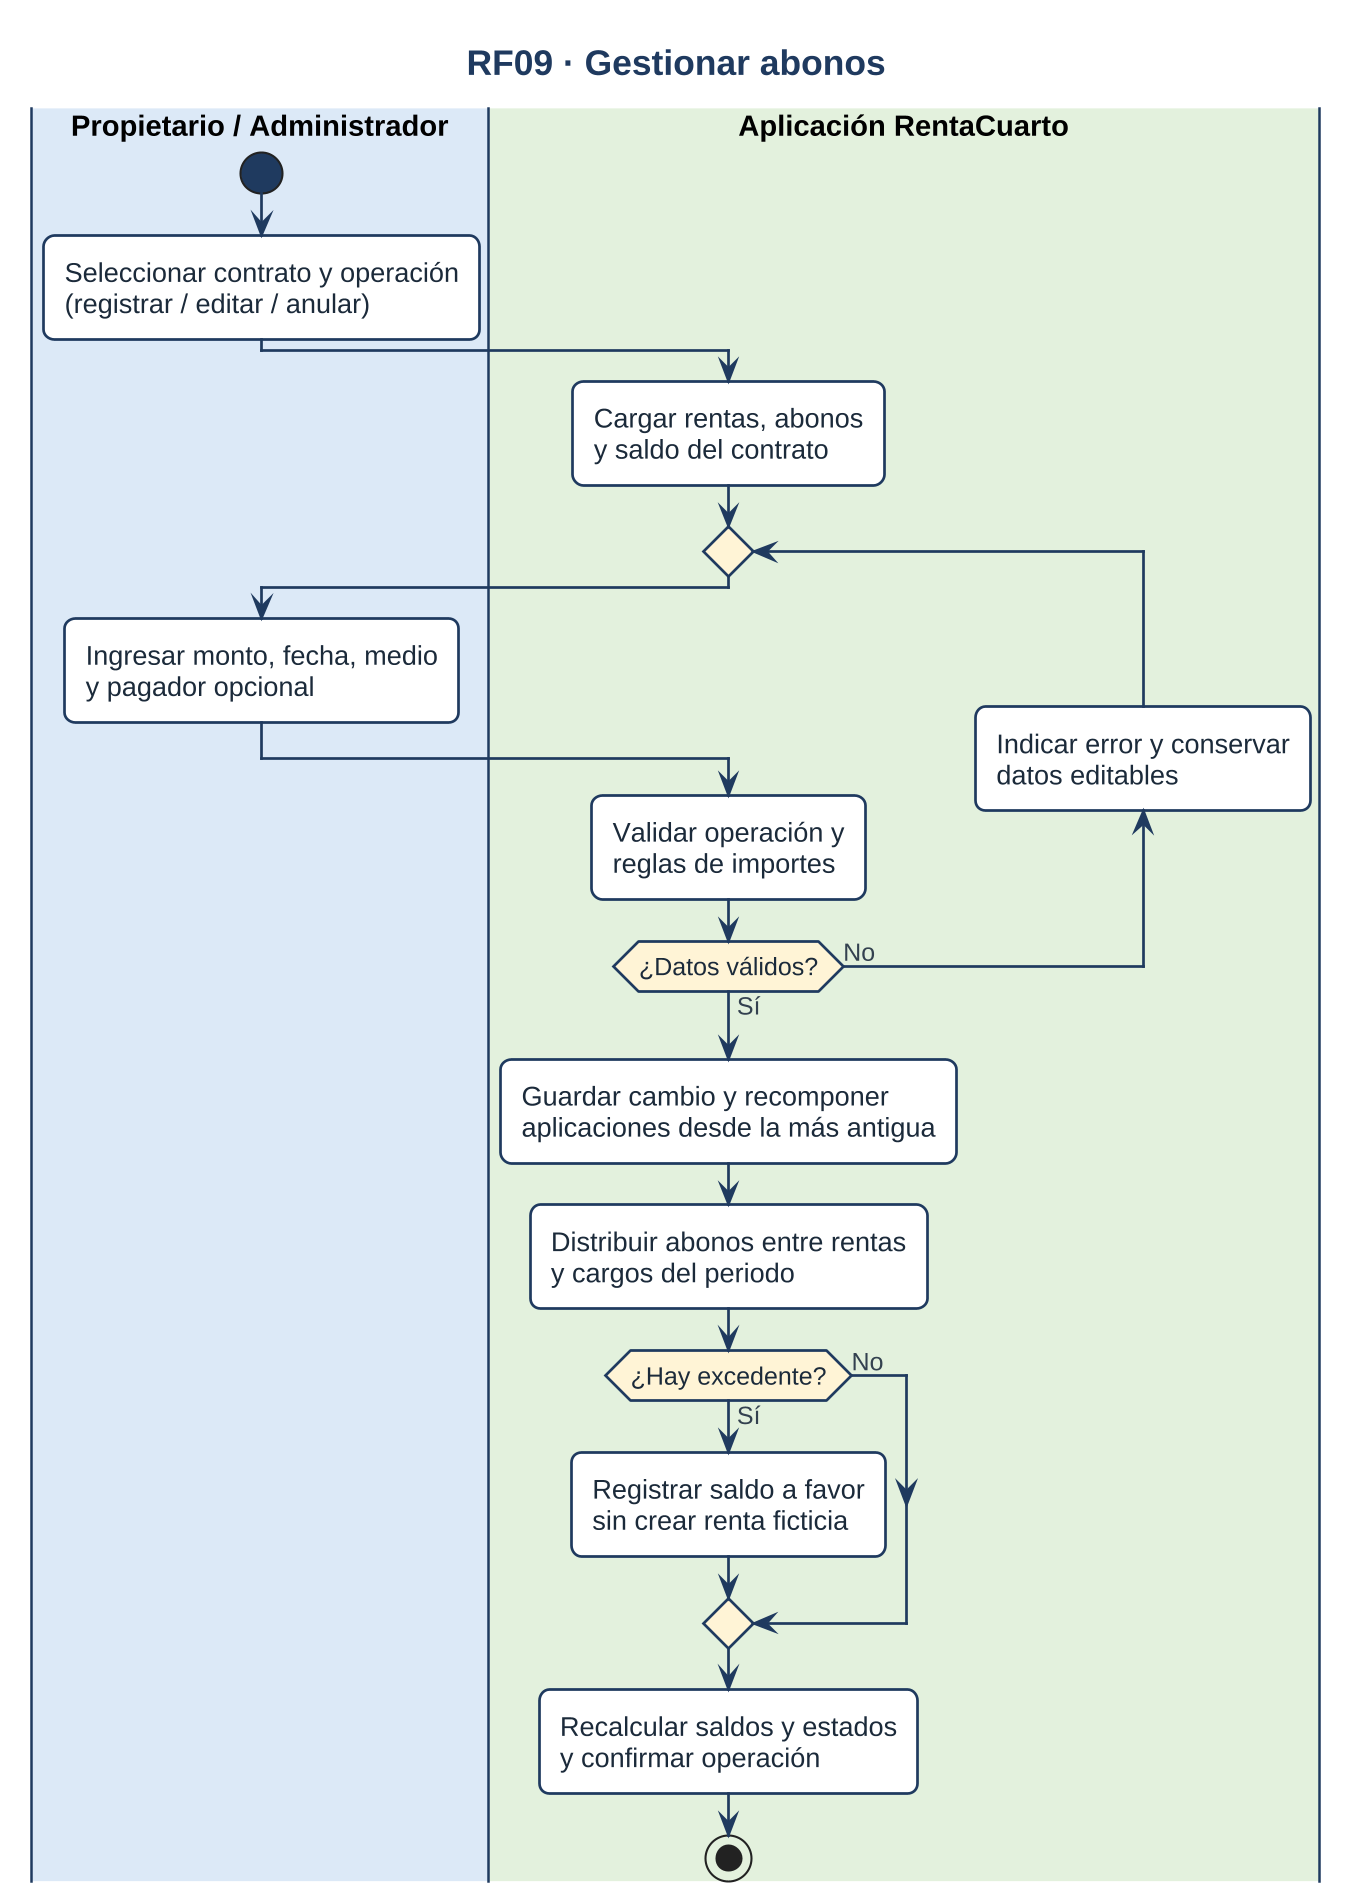 RF09 · Gestionar abonos
Propietario / Administrador
Aplicación RentaCuarto
Seleccionar contrato y operación
(registrar / editar / anular)
Cargar rentas, abonos
y saldo del contrato
Ingresar monto, fecha, medio
y pagador opcional
Indicar error y conservar
datos editables
Validar operación y
reglas de importes
¿Datos válidos?
No
Sí
Guardar cambio y recomponer
aplicaciones desde la más antigua
Distribuir abonos entre rentas
y cargos del periodo
¿Hay excedente?
No
Sí
Registrar saldo a favor
sin crear renta ficticia
Recalcular saldos y estados
y confirmar operación